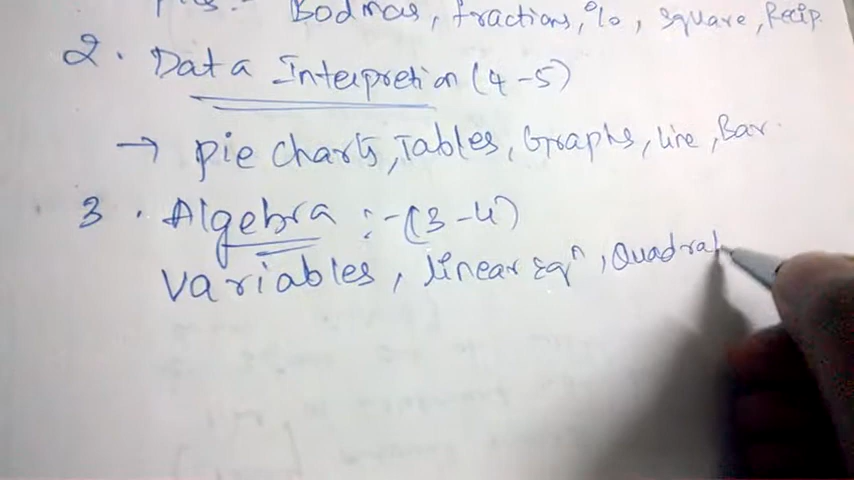 Bodmas, fractions, %, square, Recip.
2. Data Interpretion (4-5)
→ pie charts, Tables, Graphs, line, Bar.
3. Algebra :- (3-4)
variables, linear Eqⁿ, Quadrat